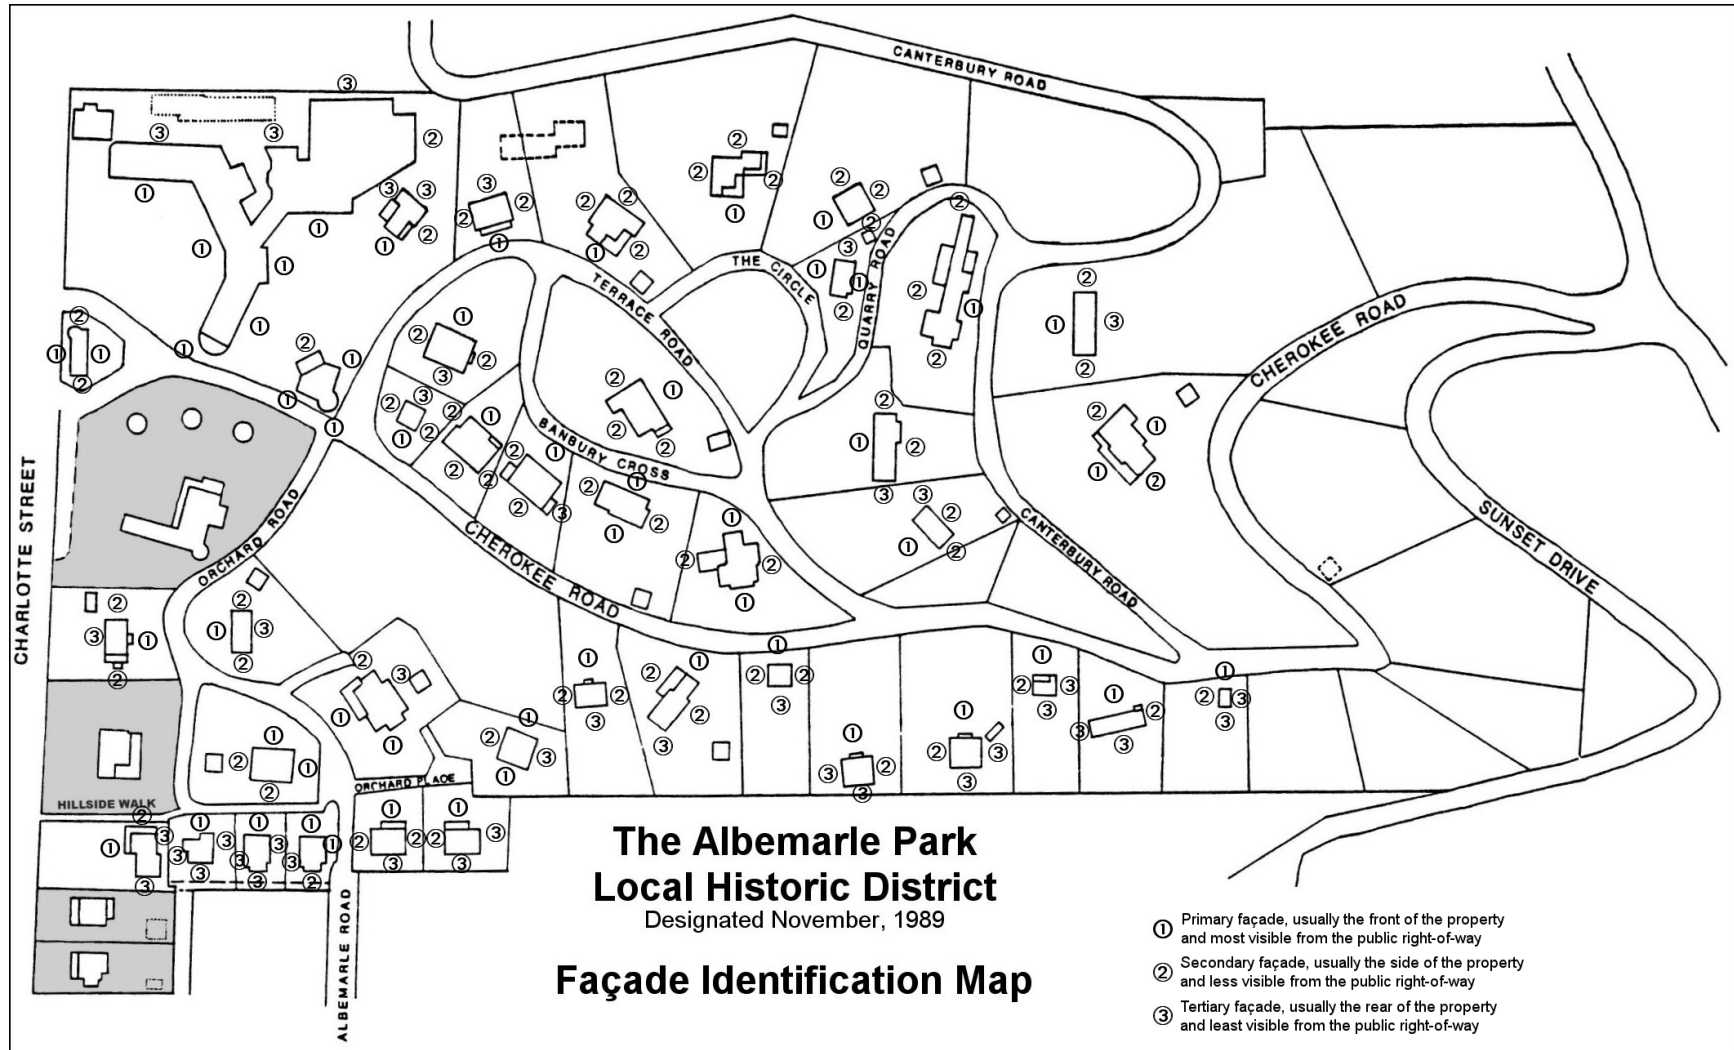 CANTERBURY ROAD
THE CIRCLE
TERRACE ROAD
QUARRY ROAD
CHEROKEE ROAD
BANBURY CROSS
CHARLOTTE STREET
ORCHARD ROAD
CHEROKEE ROAD
CANTERBURY ROAD
SUNSET DRIVE
ORCHARD PLACE
HILLSIDE WALK
ALBEMARLE ROAD
The Albemarle Park
Local Historic District
Designated November, 1989
Façade Identification Map
① Primary façade, usually the front of the property
and most visible from the public right-of-way
② Secondary façade, usually the side of the property
and less visible from the public right-of-way
③ Tertiary façade, usually the rear of the property
and least visible from the public right-of-way